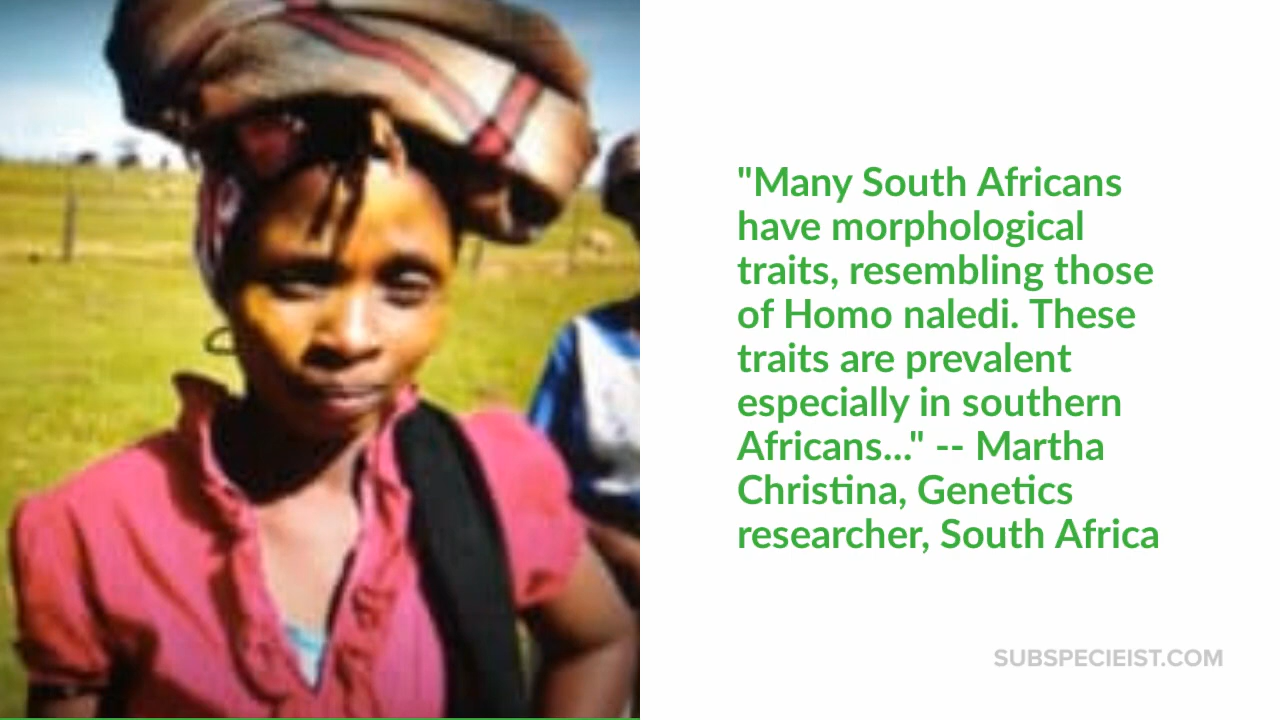 "Many South Africans
have morphological
traits, resembling those
of Homo naledi. These
traits are prevalent
especially in southern
Africans..." -- Martha
Christina, Genetics
researcher, South Africa
SUBSPECIEIST.COM